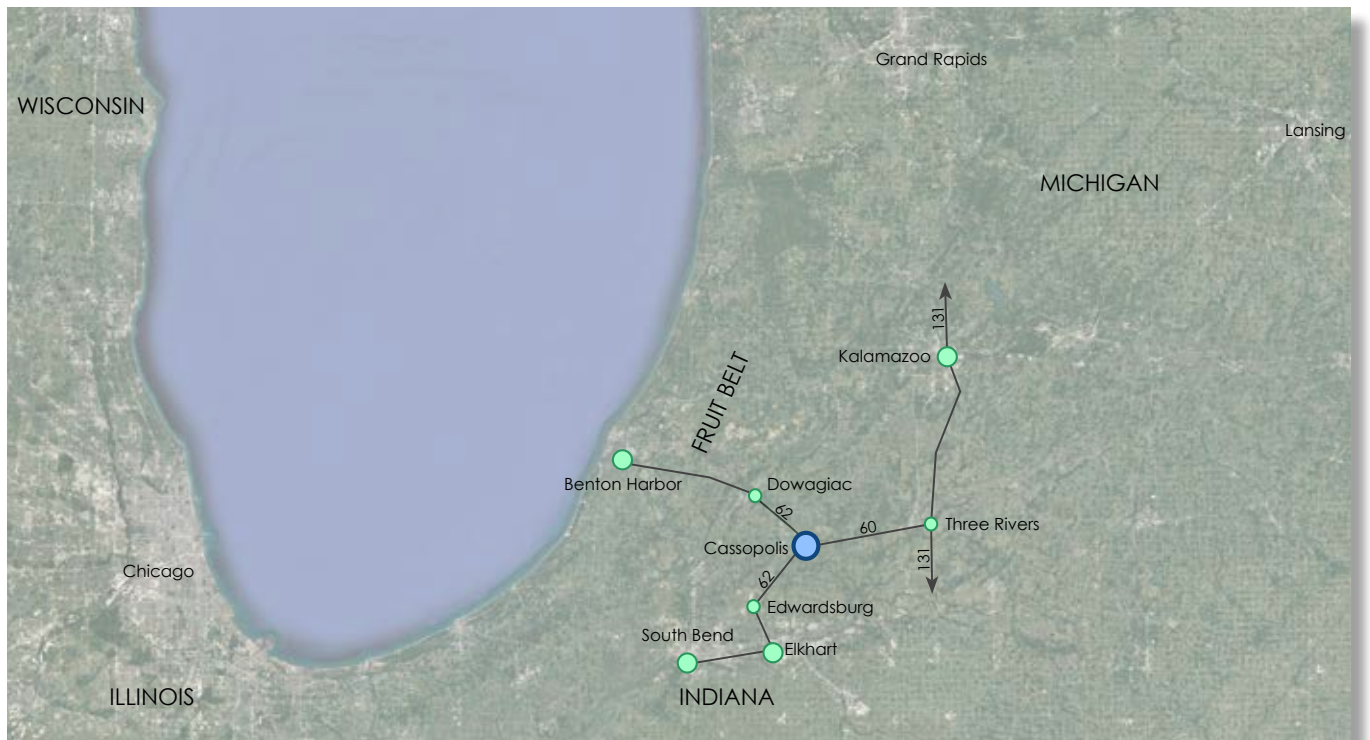 Grand Rapids
WISCONSIN
Lansing
MICHIGAN
131
Kalamazoo
FRUIT BELT
Benton Harbor
Dowagiac
62
60
Three Rivers
Cassopolis
131
Chicago
62
Edwardsburg
South Bend
Elkhart
ILLINOIS
INDIANA